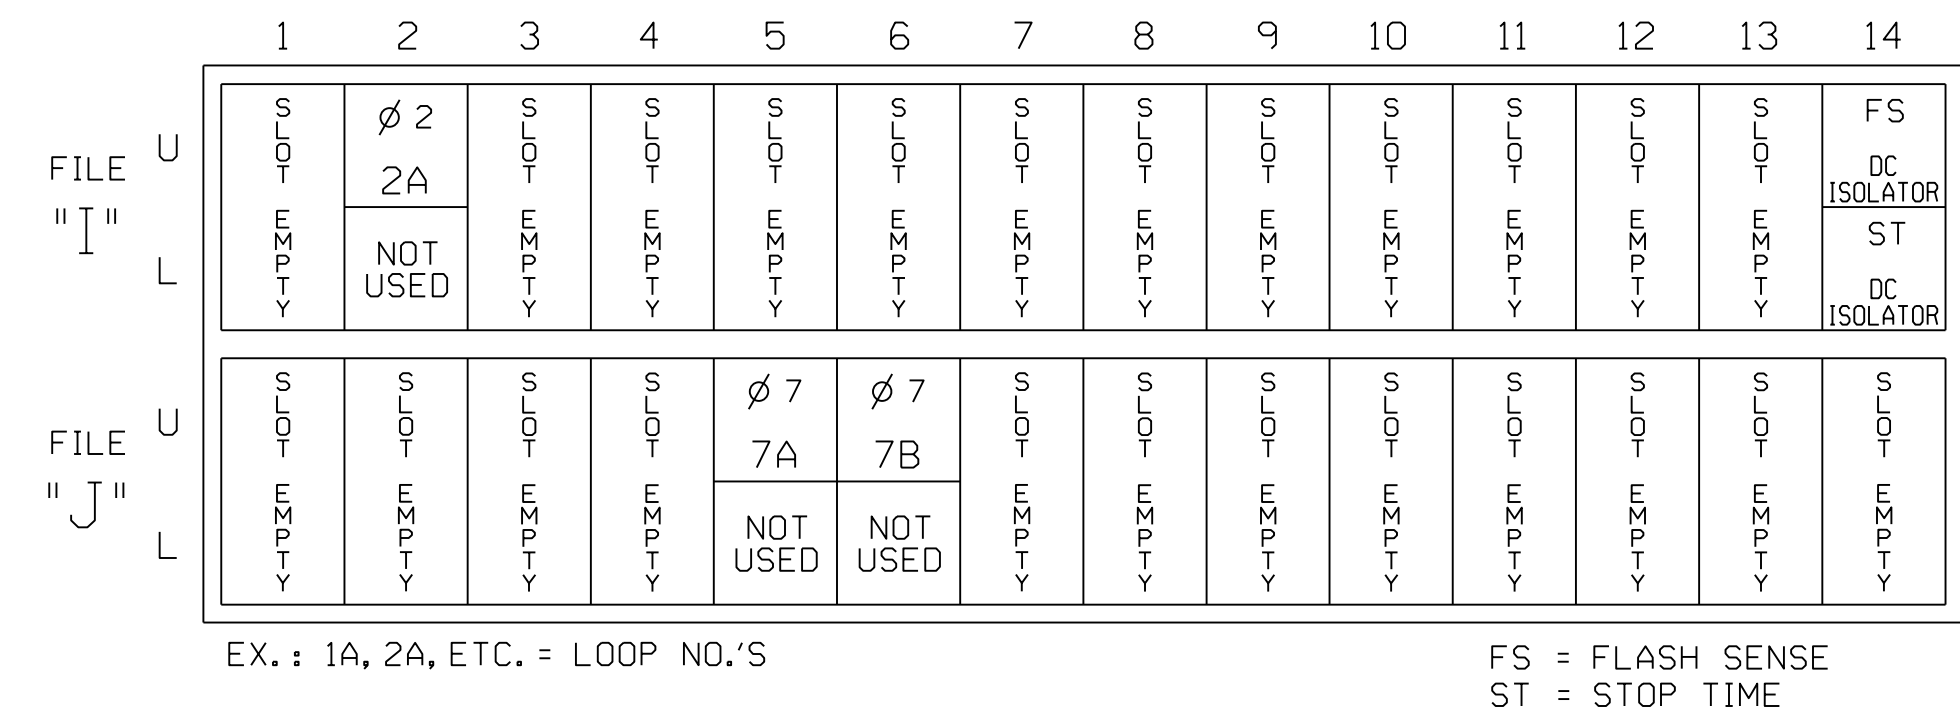 1 2 3 4 5 6 7 8 9 10 11 12 13 14
FILE
"I"
U
L
SLOT EMPTY
Ø 2
2A
NOT
USED
SLOT EMPTY
SLOT EMPTY
SLOT EMPTY
SLOT EMPTY
SLOT EMPTY
SLOT EMPTY
SLOT EMPTY
SLOT EMPTY
SLOT EMPTY
SLOT EMPTY
SLOT EMPTY
FS
DC
ISOLATOR
ST
DC
ISOLATOR
FILE
"J"
U
L
SLOT EMPTY
SLOT EMPTY
SLOT EMPTY
SLOT EMPTY
Ø 7
7A
NOT
USED
Ø 7
7B
NOT
USED
SLOT EMPTY
SLOT EMPTY
SLOT EMPTY
SLOT EMPTY
SLOT EMPTY
SLOT EMPTY
SLOT EMPTY
SLOT EMPTY
EX.: 1A, 2A, ETC. = LOOP NO.'S
FS = FLASH SENSE
ST = STOP TIME